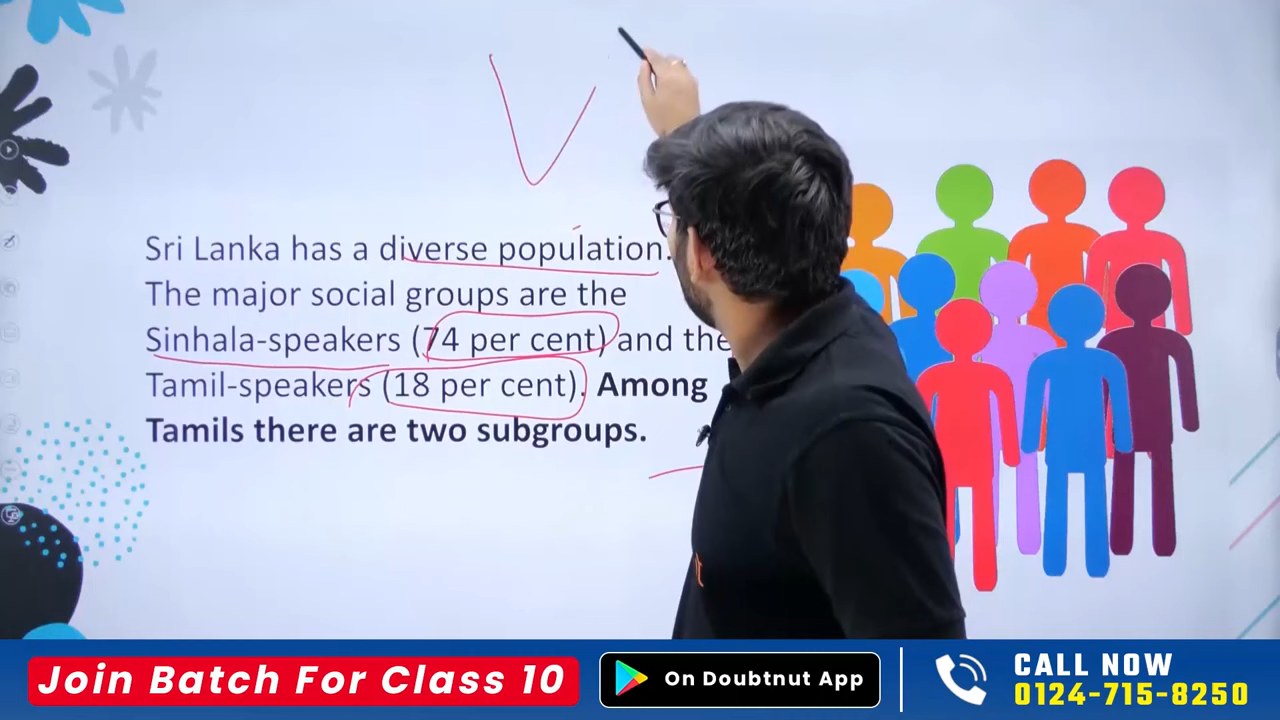 Sri Lanka has a diverse population.
The major social groups are the
Sinhala-speakers (74 per cent) and the
Tamil-speakers (18 per cent). Among
Tamils there are two subgroups.
Join Batch For Class 10
On Doubtnut App
CALL NOW
0124-715-8250